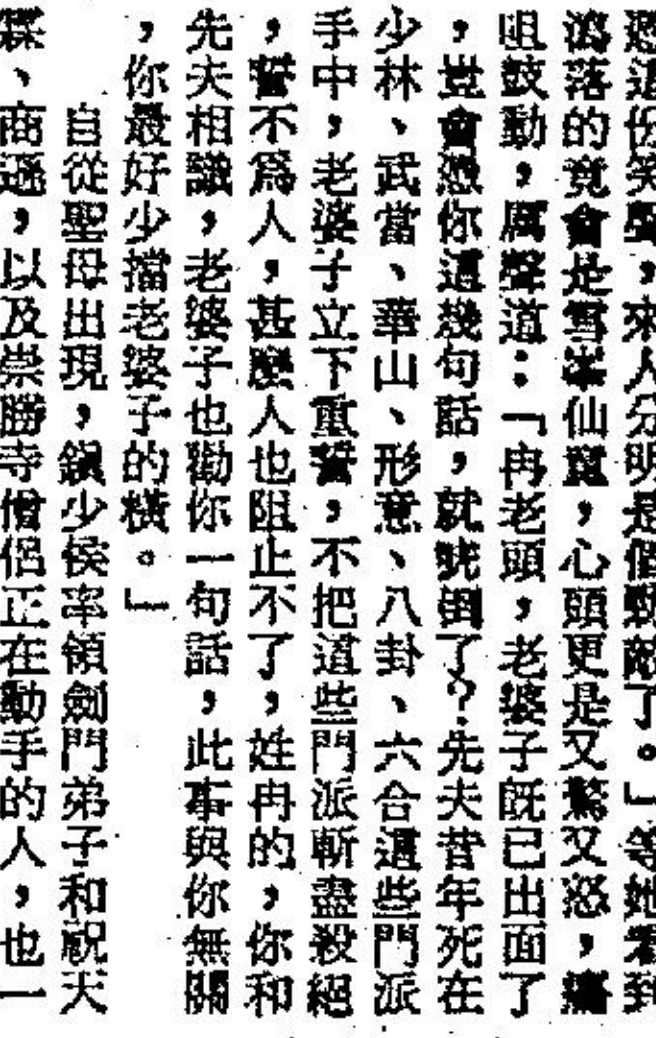 這份笑聲,來人分明是個勁敵了。」等她看到
鴻落的竟會是雪峯仙童,心頭更是又驚又怒,癟
咀鼓動,厲聲道:「冉老頭,老婆子既已出面了
,豈會憑你這幾句話,就唬倒了?先夫昔年死在
少林、武當、華山、形意、八卦、六合這些門派
手中,老婆子立下重誓,不把這些門派斬盡殺絕
,誓不爲人,甚麼人也阻止不了,姓冉的,你和
先夫相識,老婆子也勸你一句話,此事與你無關
,你最好少擋老婆子的橫。」
自從聖母出現,鎭少侯率領劍門弟子和祝天
霖、商遜,以及崇勝寺僧侶正在動手的人,也一